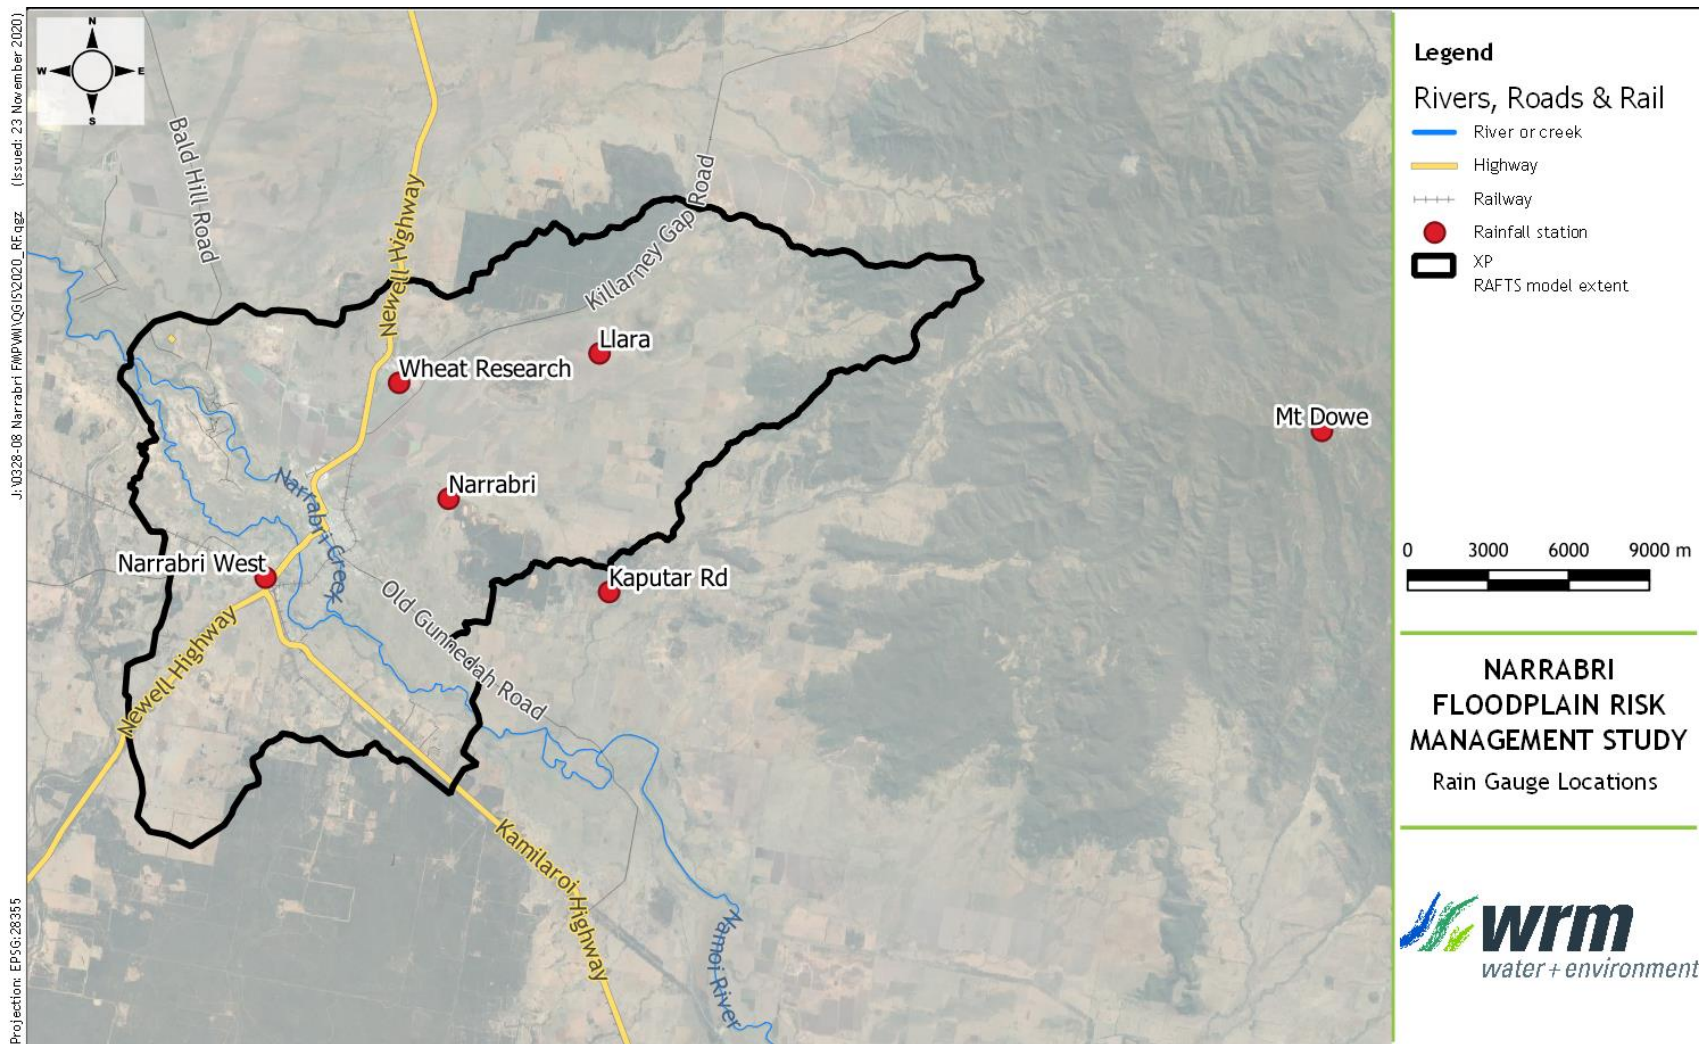 J:\0328-08 Narrabri FMPWM\QGIS\2020_RF.qgz (Issued: 23 November 2020)
Projection: EPSG:28355
N
W E
S
Bald Hill Road
Newell Highway
Killarney Gap Road
Llara
Wheat Research
Mt Dowe
Narrabri
Narrabri Creek
Narrabri West
Kaputar Rd
Old Gunnedah Road
Newell Highway
Kamilaroi Highway
Namoi River
Legend
Rivers, Roads & Rail
River or creek
Highway
Railway
Rainfall station
XP
RAFTS model extent
0 3000 6000 9000 m
NARRABRI
FLOODPLAIN RISK
MANAGEMENT STUDY
Rain Gauge Locations
wrm
water + environment